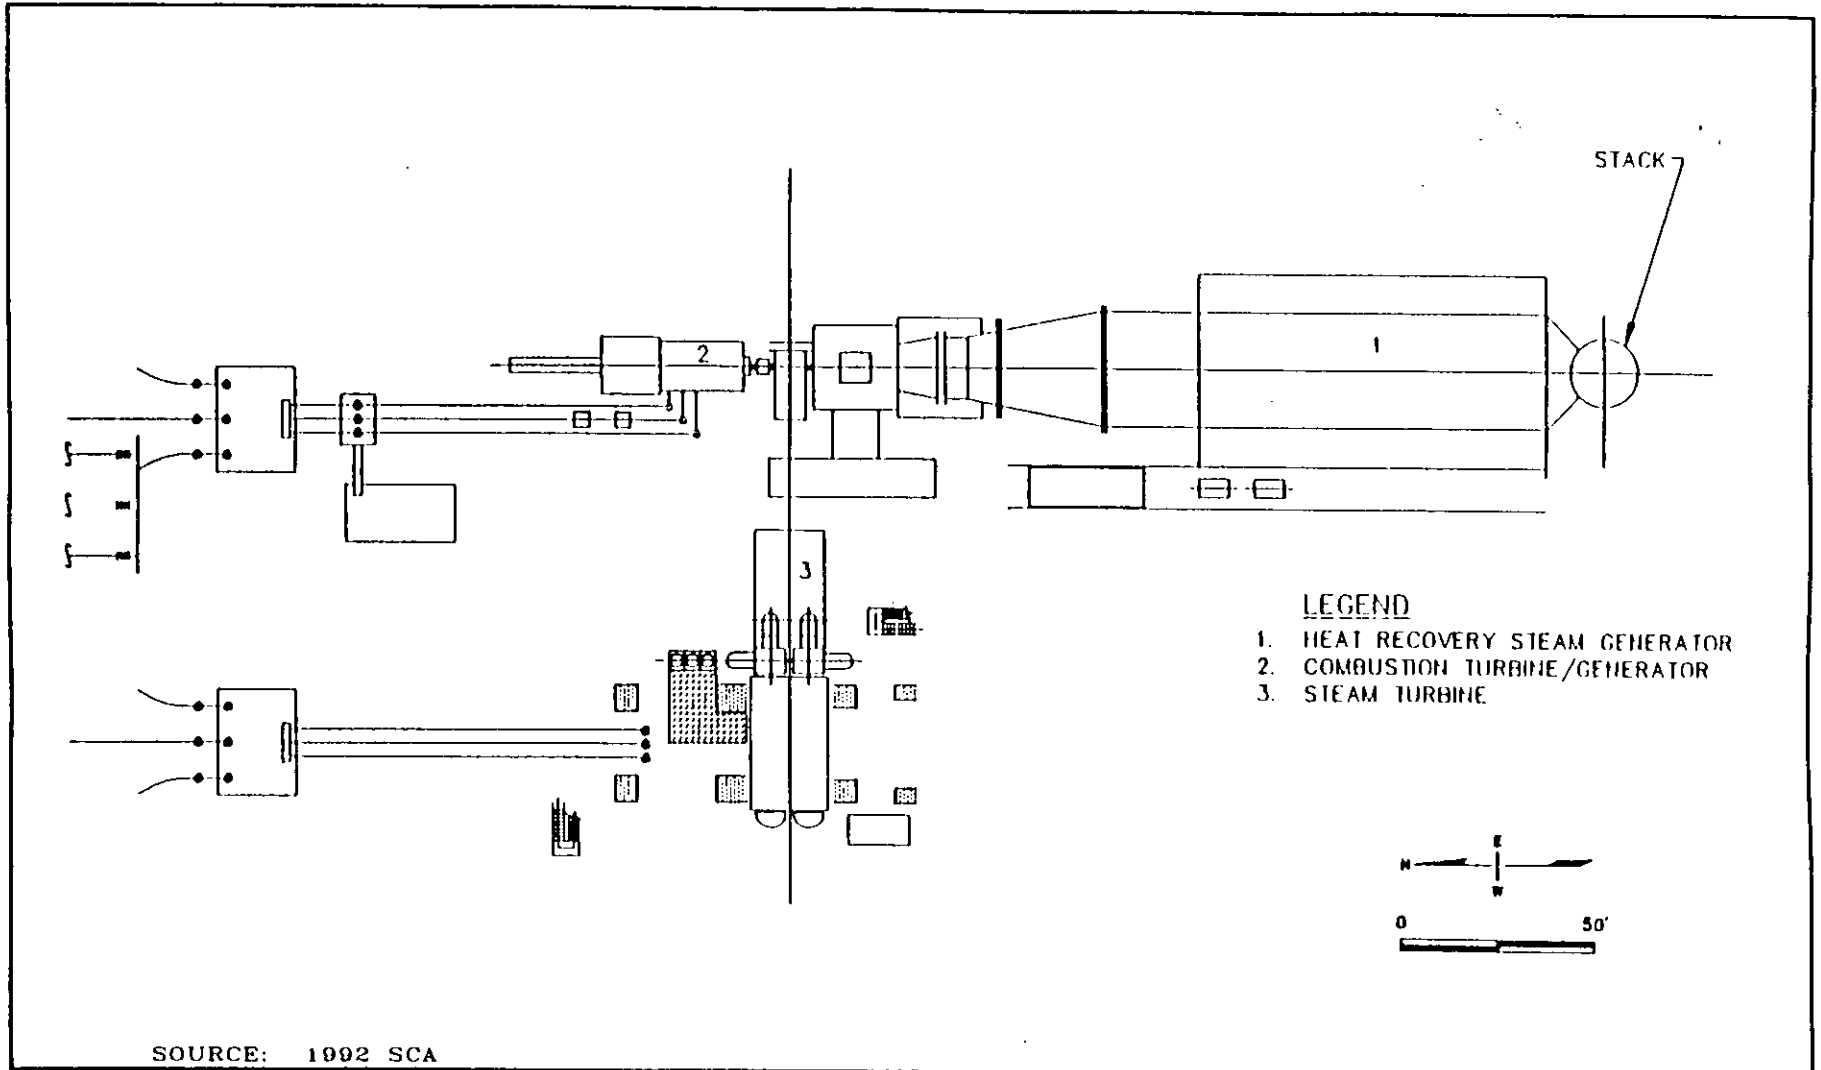 STACK
1
2
3
LEGEND
1. HEAT RECOVERY STEAM GENERATOR
2. COMBUSTION TURBINE/GENERATOR
3. STEAM TURBINE
E
N
W
0 50'
SOURCE: 1992 SCA